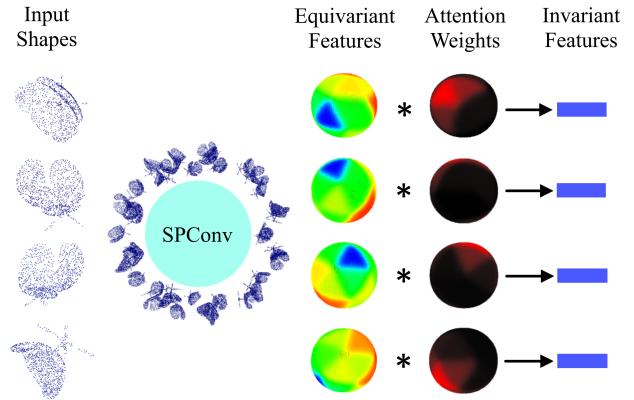 Input
Shapes
Equivariant
Features
Attention
Weights
Invariant
Features
SPConv
*
*
*
*